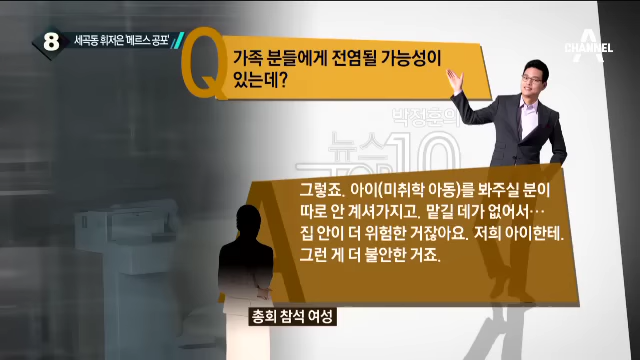 8 세곡동 휘저은 '메르스 공포'
CHANNEL A
Q 가족 분들에게 전염될 가능성이
있는데?
박정훈의
뉴스
TOP 10
그렇죠. 아이(미취학 아동)를 봐주실 분이
따로 안 계셔가지고. 맡길 데가 없어서…
집 안이 더 위험한 거잖아요. 저희 아이한테.
그런 게 더 불안한 거죠.
총회 참석 여성